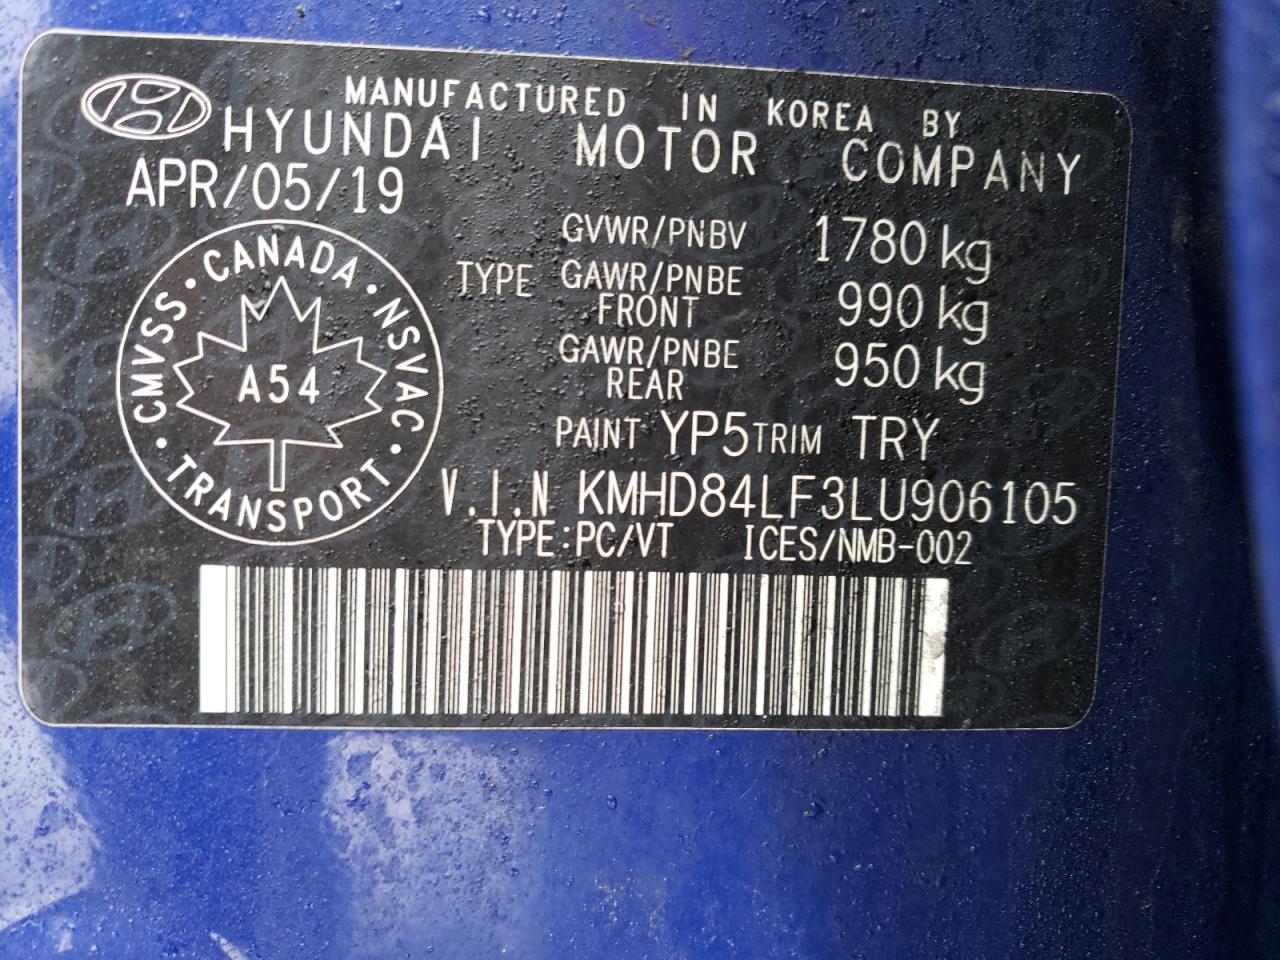 MANUFACTURED IN KOREA BY
HYUNDAI MOTOR COMPANY
APR/05/19
GVWR/PNBV 1780 kg
TYPE GAWR/PNBE FRONT 990 kg
GAWR/PNBE REAR 950 kg
PAINT YP5 TRIM TRY
V.I.N KMHD84LF3LU906105
TYPE:PC/VT ICES/NMB-002
CMVSS · CANADA · NSVAC · TRANSPORT ·
A54